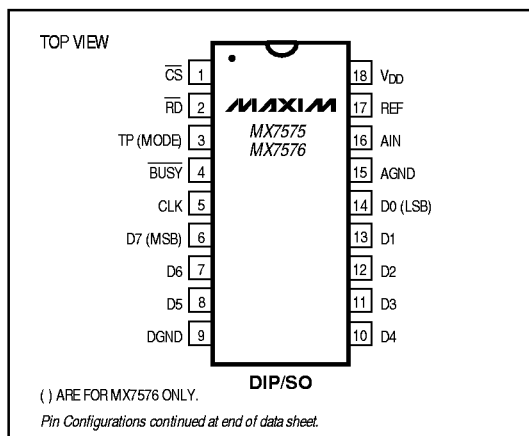 TOP VIEW
CS 1
RD 2
TP (MODE) 3
BUSY 4
CLK 5
D7 (MSB) 6
D6 7
D5 8
DGND 9
MAXIM
MX7575
MX7576
18 VDD
17 REF
16 AIN
15 AGND
14 D0 (LSB)
13 D1
12 D2
11 D3
10 D4
DIP/SO
( ) ARE FOR MX7576 ONLY.
Pin Configurations continued at end of data sheet.